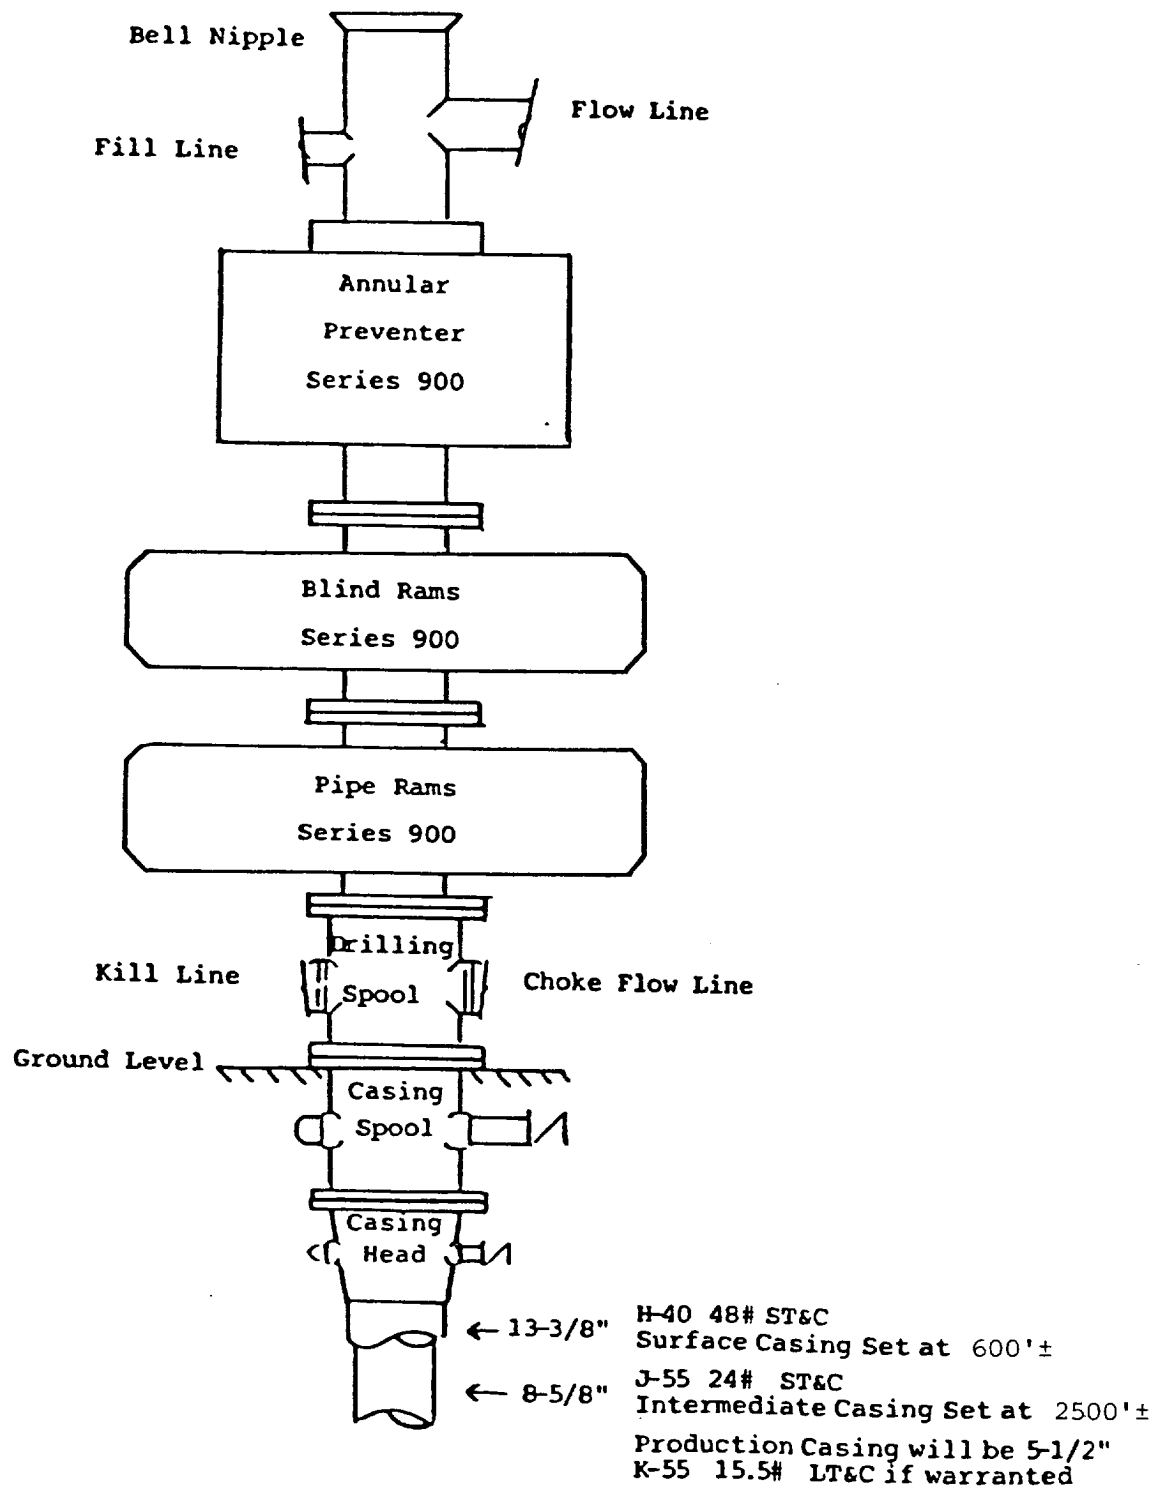 Bell Nipple
Flow Line
Fill Line
Annular
Preventer
Series 900
Blind Rams
Series 900
Pipe Rams
Series 900
Drilling
Kill Line
Spool
Choke Flow Line
Ground Level
Casing
Spool
Casing
Head
13-3/8" H-40 48# ST&C
Surface Casing Set at 600'±
8-5/8" J-55 24# ST&C
Intermediate Casing Set at 2500'±
Production Casing will be 5-1/2"
K-55 15.5# LT&C if warranted